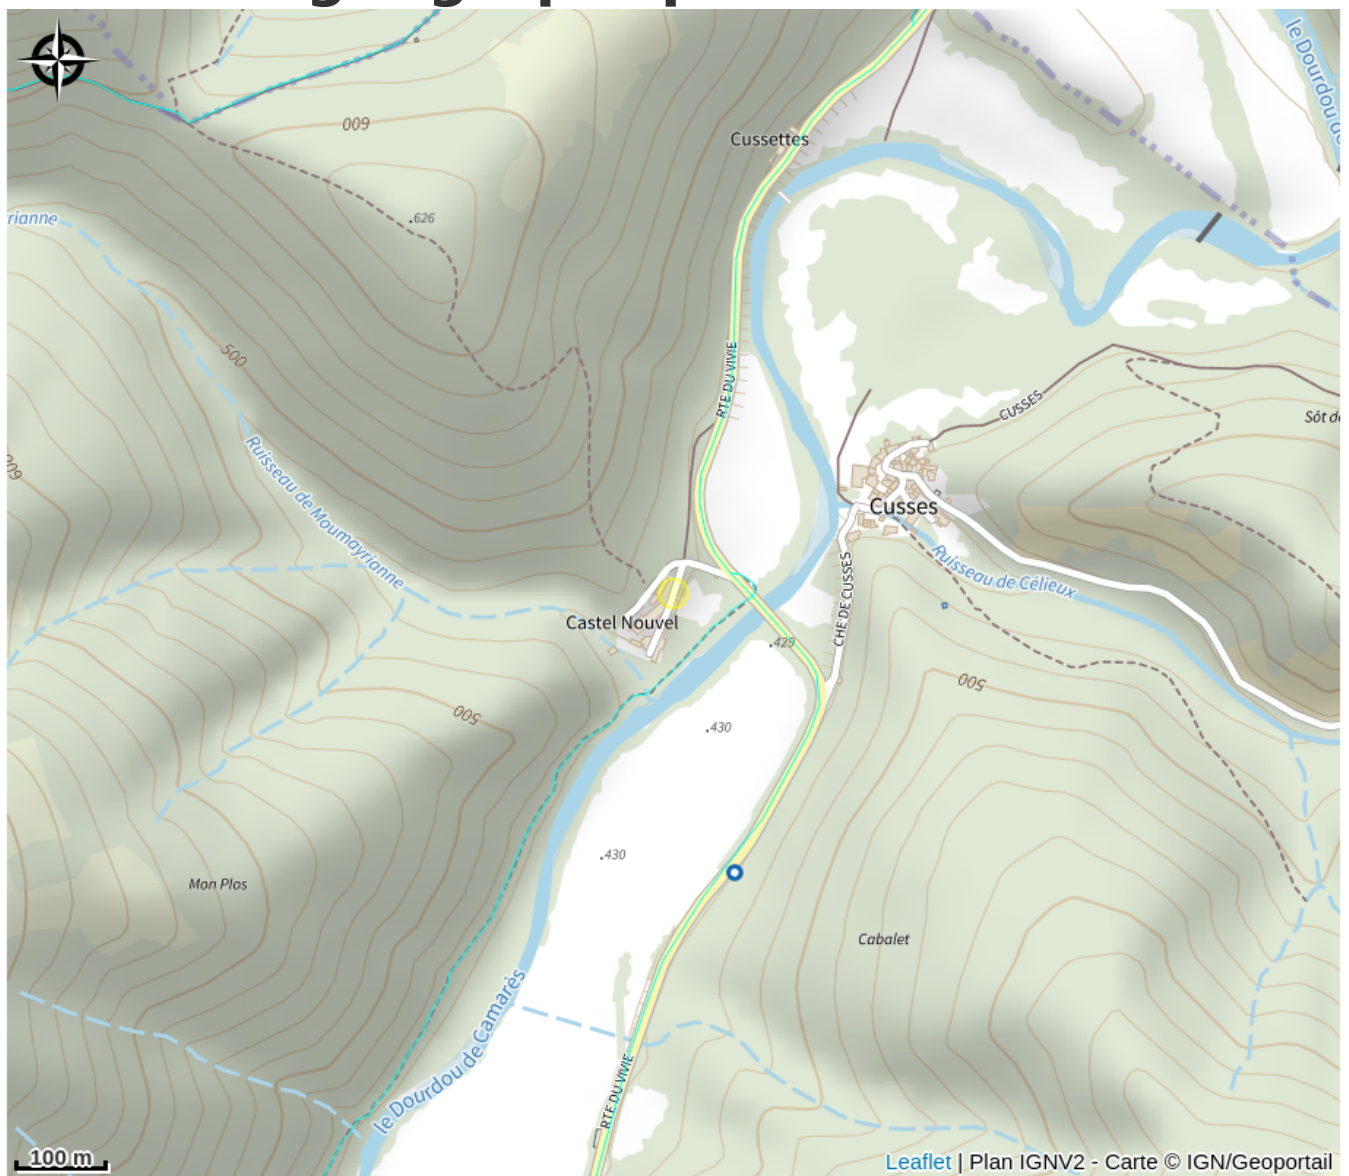 le Dourdou de
600
Cussettes
.626
rianne
500
RTE DU VIVIE
CUSSES
Sôt d
600
Ruisseau de Moumayrianne
Cusses
Ruisseau de Célieux
CHE DE CUSSES
Castel Nouvel
.429
500
500
.430
.430
Mon Plos
Cabalet
le Dourdou de Camarès
RTE DU VIVIE
100 m
Leaflet | Plan IGNV2 - Carte © IGN/Geoportail